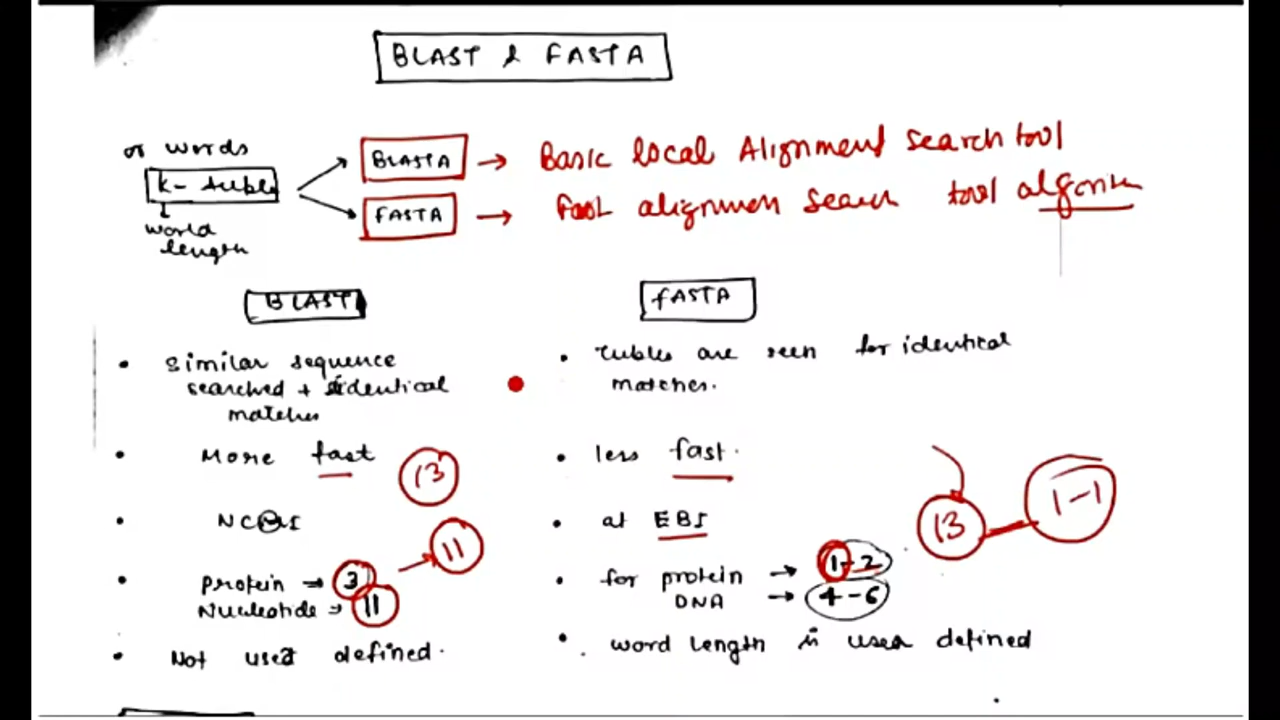 BLAST & FASTA
or words
K- tuble
world
length
BLASTA → Basic local Alignment Search tool
FASTA → fast alignment Search tool algorithm
BLAST
FASTA
• Similar sequence
searched + identical
matches
• More fast
13
• NCBI
11
• Protein → 3
Nucleotide → 11
• Not used defined.
• Tubles are seen for identical
matches.
• less fast.
• at EBI
13 1-1
• for protein → 1-2
DNA → 4-6
• word length is user defined